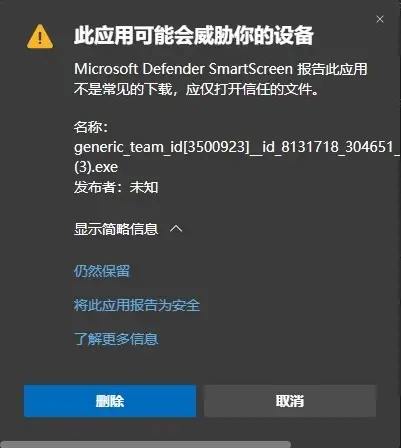 此应用可能会威胁你的设备
Microsoft Defender SmartScreen 报告此应用
不是常见的下载，应仅打开信任的文件。
名称：
generic_team_id[3500923]__id_8131718_304651_
(3).exe
发布者：未知
显示简略信息
仍然保留
将此应用报告为安全
了解更多信息
删除
取消